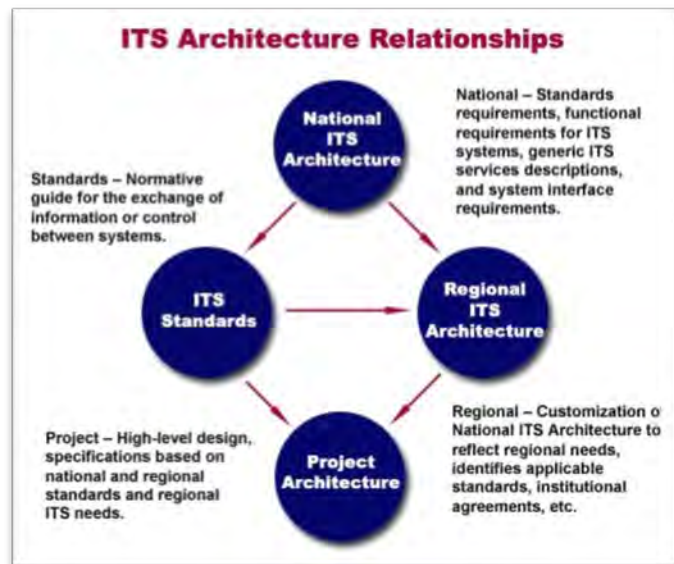 ITS Architecture Relationships
National
ITS
Architecture
National – Standards
requirements, functional
requirements for ITS
systems, generic ITS
services descriptions,
and system interface
requirements.
Standards – Normative
guide for the exchange of
information or control
between systems.
ITS
Standards
Regional
ITS
Architecture
Project – High-level design,
specifications based on
national and regional
standards and regional
ITS needs.
Project
Architecture
Regional – Customization o
National ITS Architecture to
reflect regional needs,
identifies applicable
standards, institutional
agreements, etc.